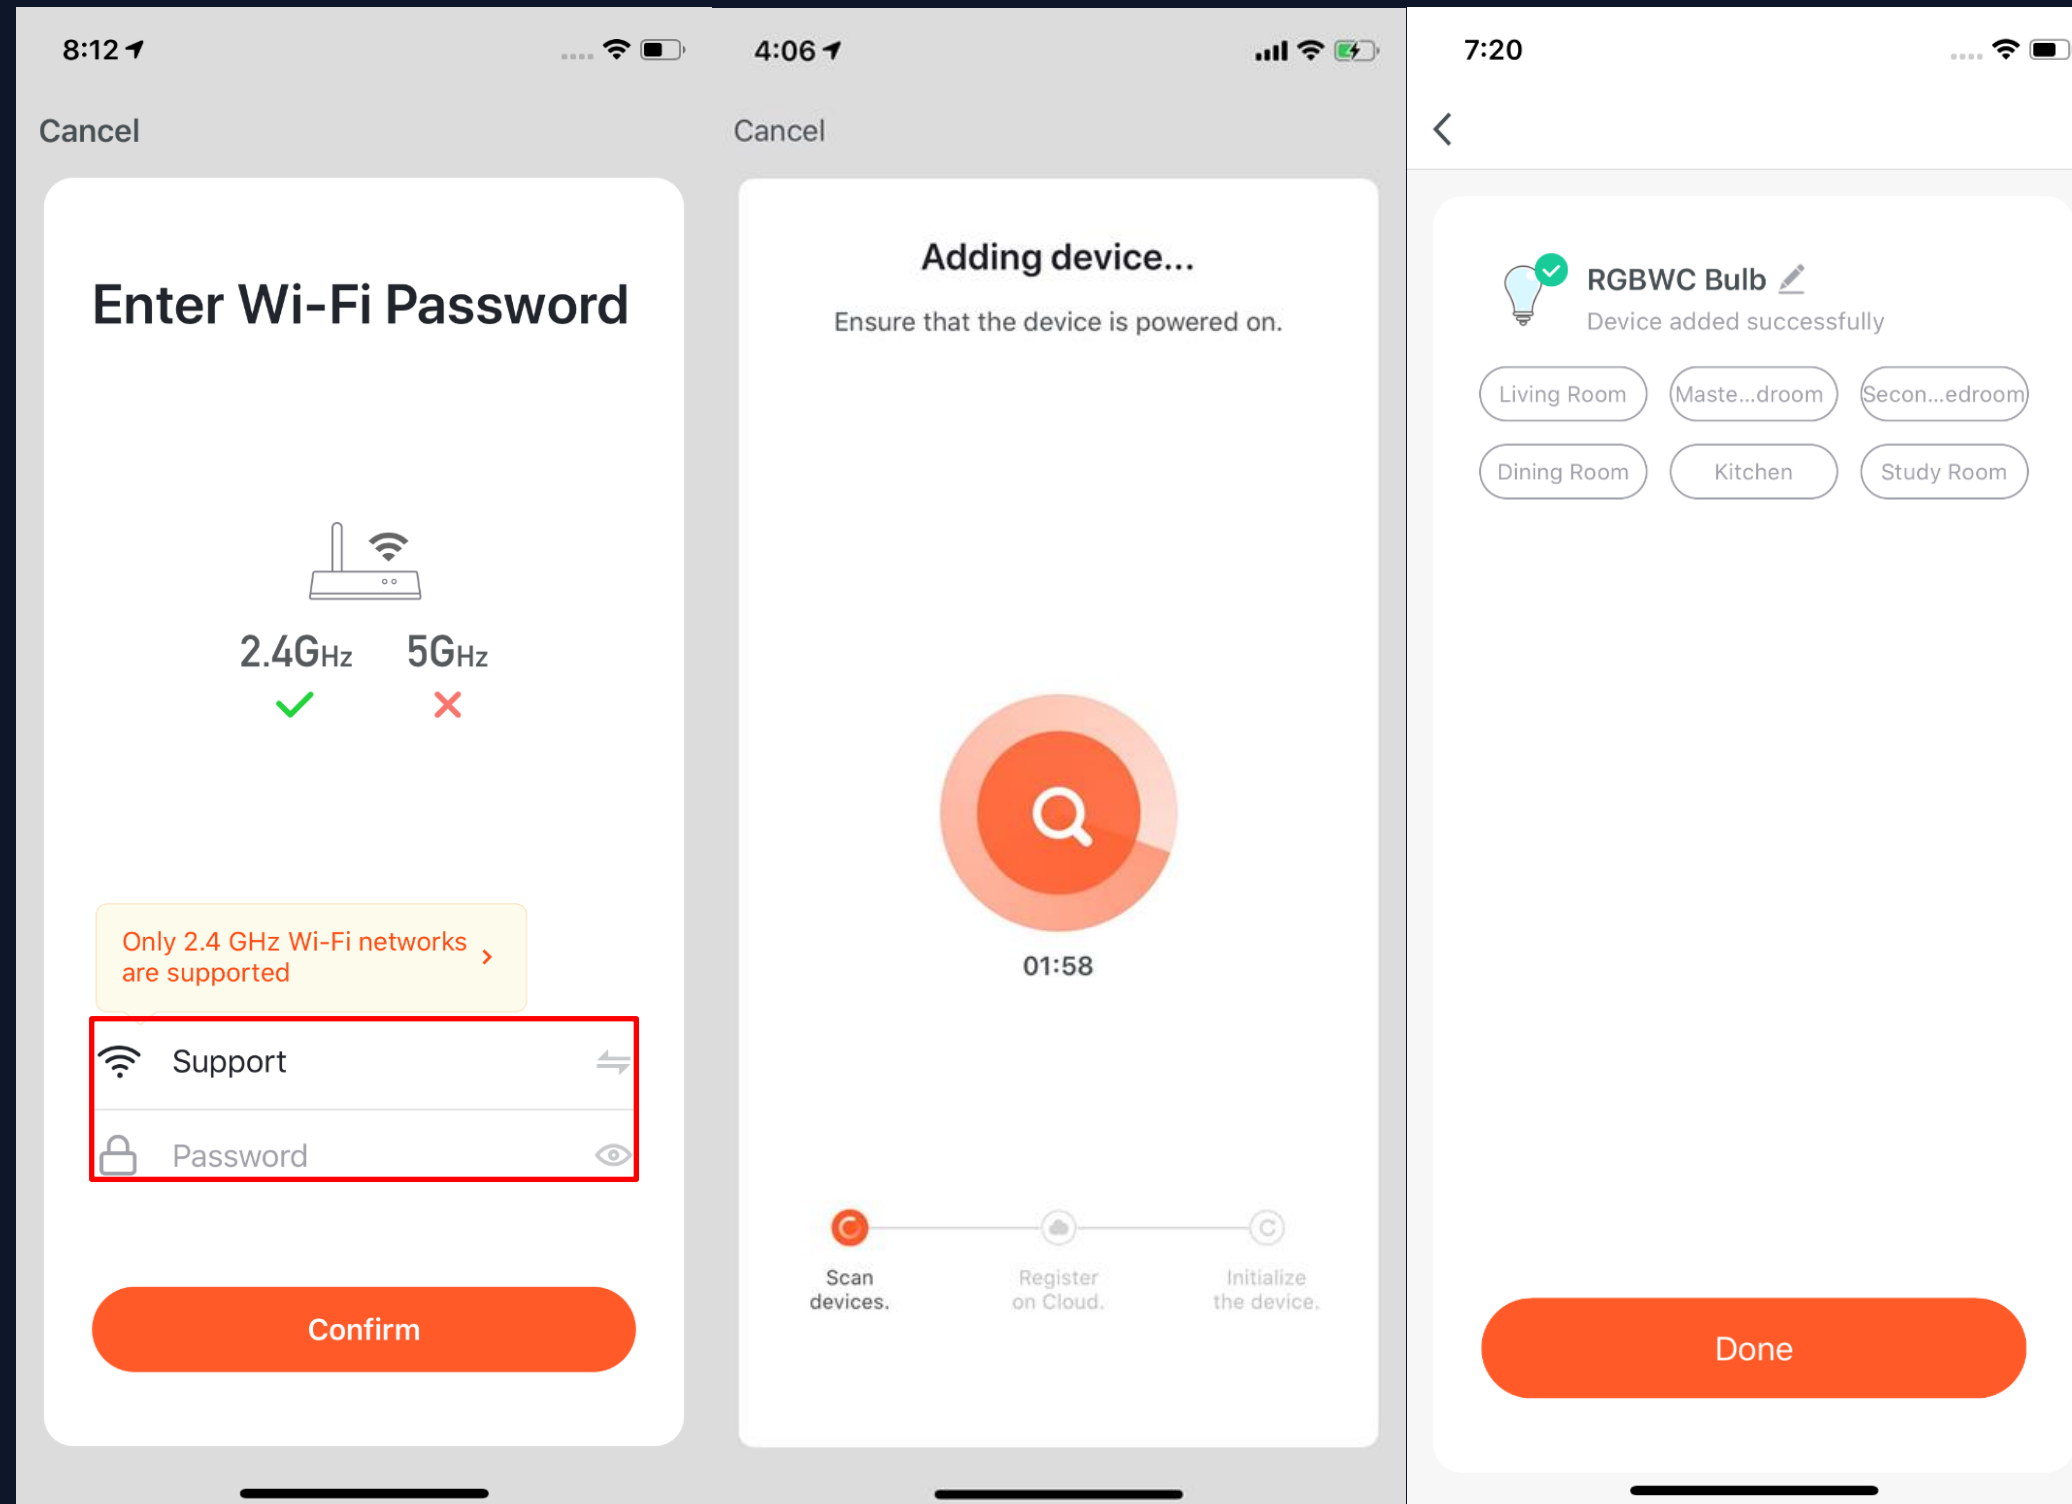 8:12
Cancel
Enter Wi-Fi Password
2.4GHz 5GHz
Only 2.4 GHz Wi-Fi networks
are supported
Support
Password
Confirm
4:06
Cancel
Adding device...
Ensure that the device is powered on.
01:58
Scan
devices.
Register
on Cloud.
Initialize
the device.
7:20
RGBWC Bulb
Device added successfully
Living Room Maste...droom Secon...edroom
Dining Room Kitchen Study Room
Done